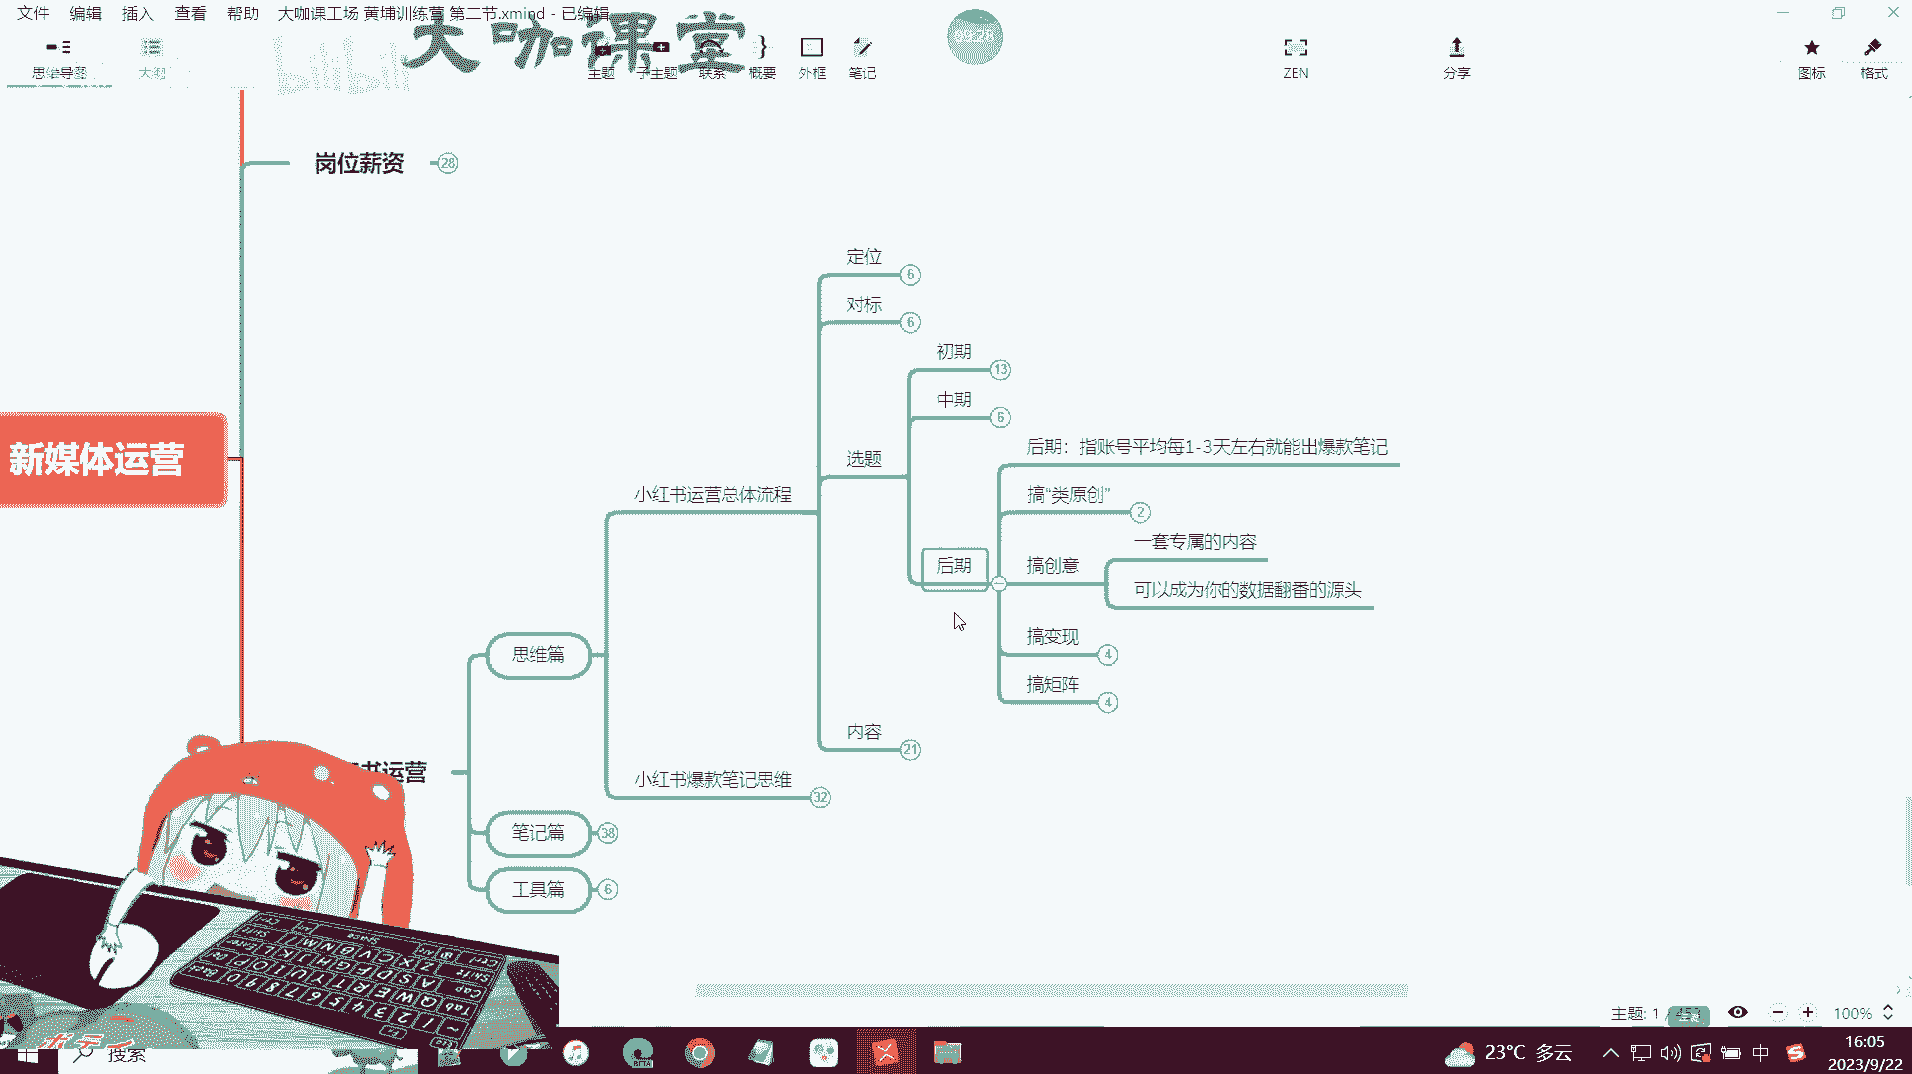 文件 编辑 插入 查看 帮助 大咖课工场 黄埔训练营 第二节.xmind - 已编辑
大咖课堂
bilibili
思维导图 大纲 主题 子主题 联系 概要 外框 笔记 ZEN 分享 图标 格式
岗位薪资 28
定位 6
对标 6
初期 13
中期 6
后期：指账号平均每1-3天左右就能出爆款笔记
选题
新媒体运营
小红书运营总体流程
搞“类原创” 2
一套专属的内容
后期
搞创意
可以成为你的数据翻番的源头
搞变现 4
思维篇
搞矩阵 4
内容 21
书运营
小红书爆款笔记思维 32
笔记篇 38
工具篇 6
主题: 1 /
100%
搜索
23°C 多云
中
16:05
2023/9/22